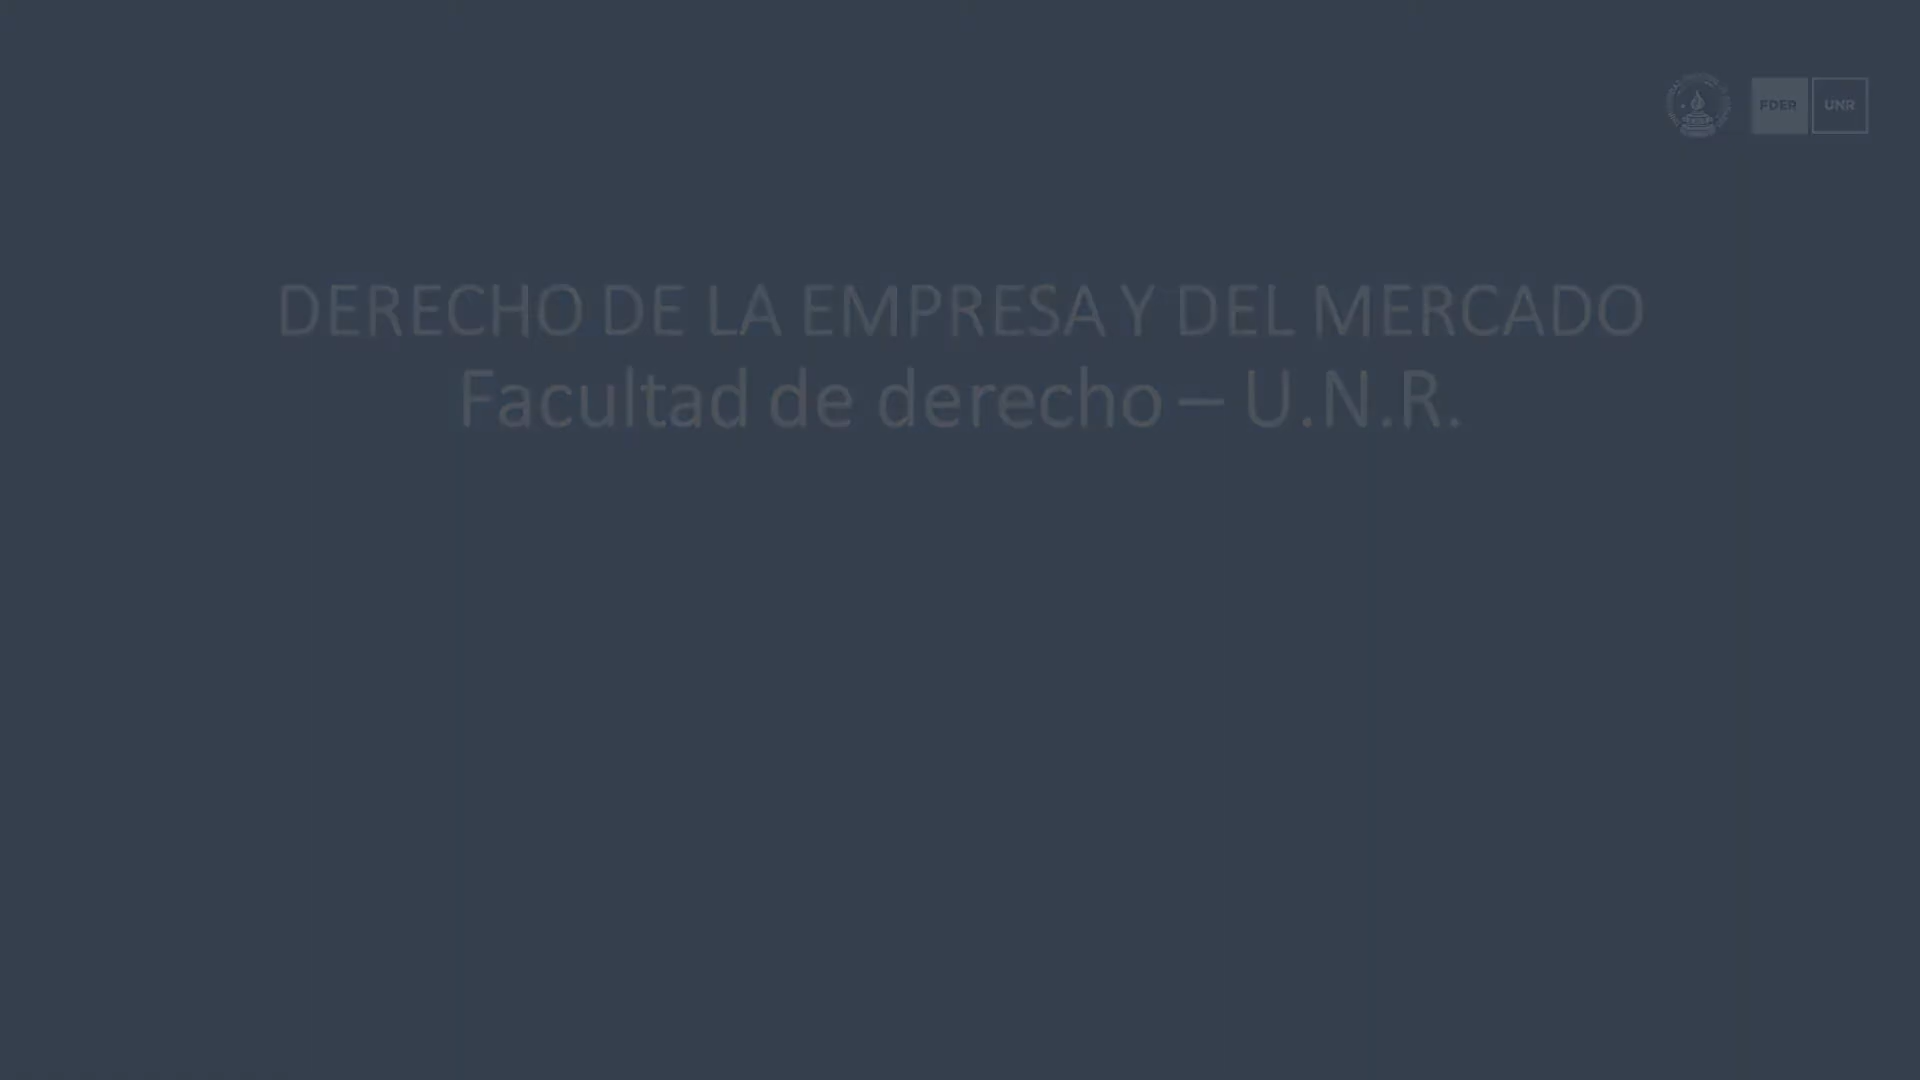 FDER UNR
DERECHO DE LA EMPRESA Y DEL MERCADO
Facultad de derecho – U.N.R.